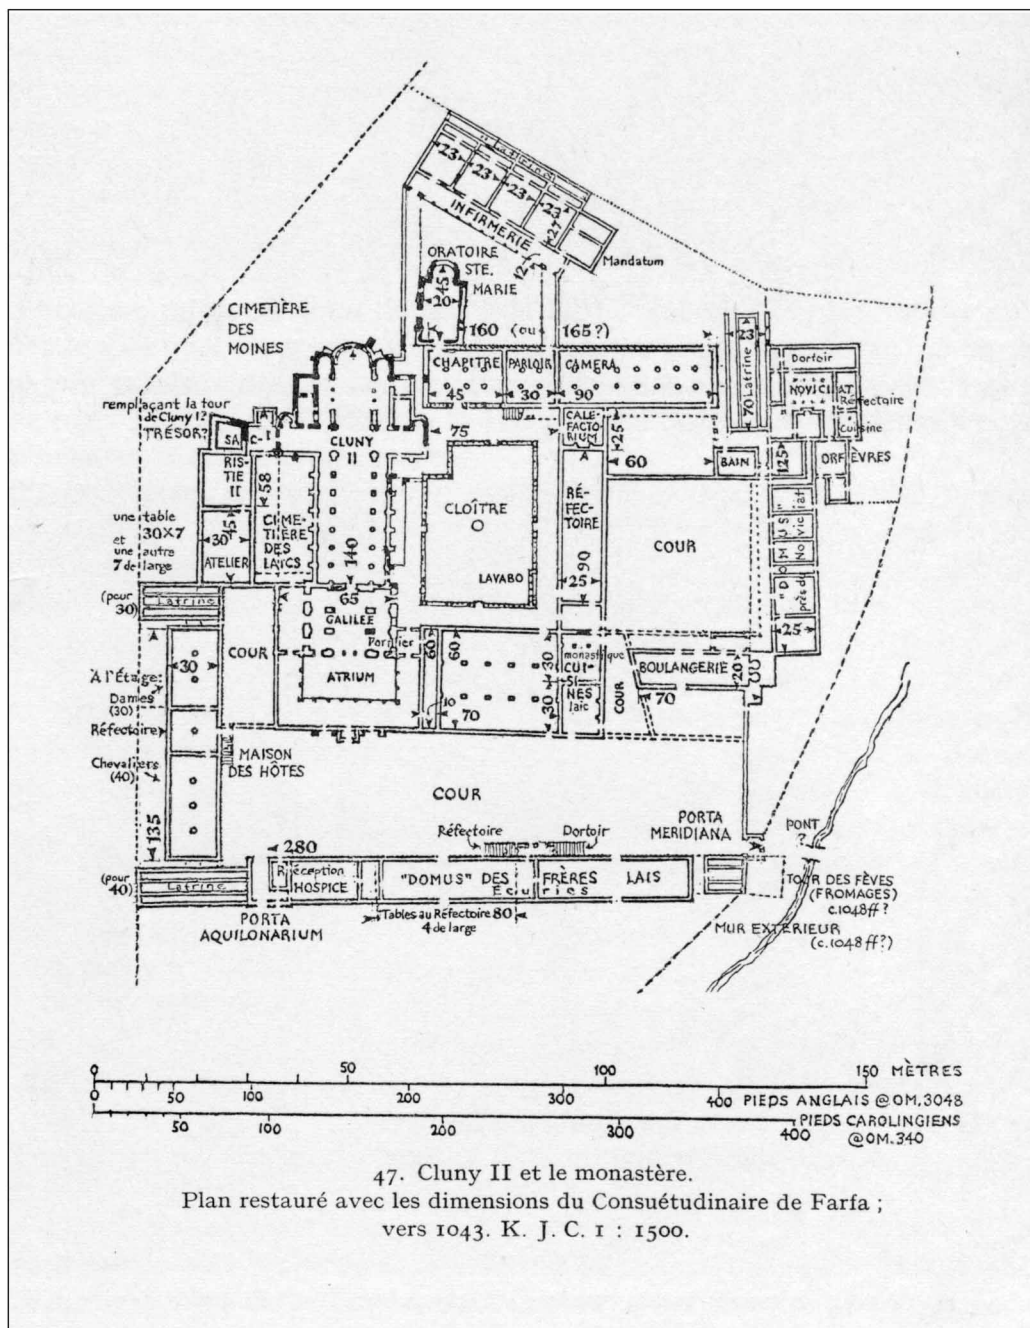 Latrines
23
23
23
23
27
INFIRMERIE
Mandatum
12
ORATOIRE
STE.
MARIE
45
20
CIMETIÈRE
DES
MOINES
160 (ou 165?)
CHAPITRE
PARLOIR
CAMERA
45
30
90
23
70 Latrine
Dortoir
NOVICIAT
Réfectoire
Cuisine
remplaçant la tour
de Cluny I?
TRÉSOR?
SA
C-I
RIS-
TIE
II
CLUNY
II
75
CALE-
FACTO-
RIUM
25
60
BAIN
125
ORFÈVRES
58
CLOÎTRE
RÉ-
FEC-
TOIRE
COUR
"DOMUS"
Noviciat
près du
une table
30X7
et
une autre
7 de large
45
30
ATELIER
CIME-
TIÈRE
DES
LAÏCS
140
LAVABO
90
25
(pour
30)
Latrine
65
GALILÉE
Portier
ATRIUM
COUR
60
60
10
70
30
30
monastique
CUI-
SINES
laic
COUR
BOULANGERIE
20
70
25
30
À l'Étage:
Dames
(30)
Réfectoire
Chevaliers
(40)
135
MAISON
DES HÔTES
COUR
PORTA
MERIDIANA
PONT
?
Réfectoire
Dortoir
280
(pour
40)
Latrine
Réception
HOSPICE
"DOMUS" DES FRÈRES LAIS
Écuries
TOUR DES FÈVES
(FROMAGES)
c.1048ff?
PORTA
AQUILONARIUM
Tables au Réfectoire 80
4 de large
MUR EXTÉRIEUR
(c.1048ff?)
0 50 100 150 MÈTRES
0 100 200 300 400 PIEDS ANGLAIS @0M.3048
50 100 200 300 400 PIEDS CAROLINGIENS
@0M.340
47. Cluny II et le monastère.
Plan restauré avec les dimensions du Consuétudinaire de Farfa ;
vers 1043. K. J. C. 1 : 1500.